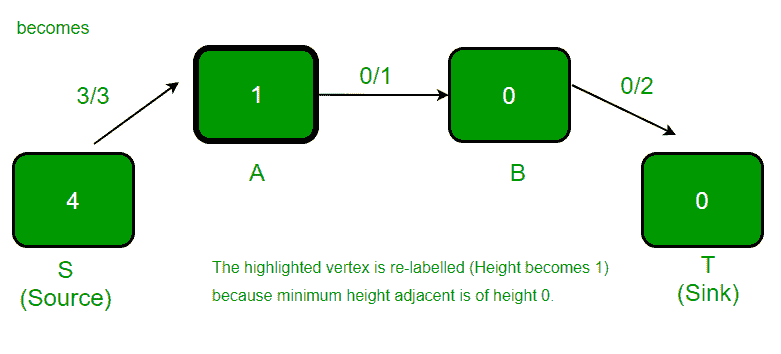 becomes
3/3
0/1
0/2
1
0
4
0
A
B
S
(Source)
T
(Sink)
The highlighted vertex is re-labelled (Height becomes 1)
because minimum height adjacent is of height 0.